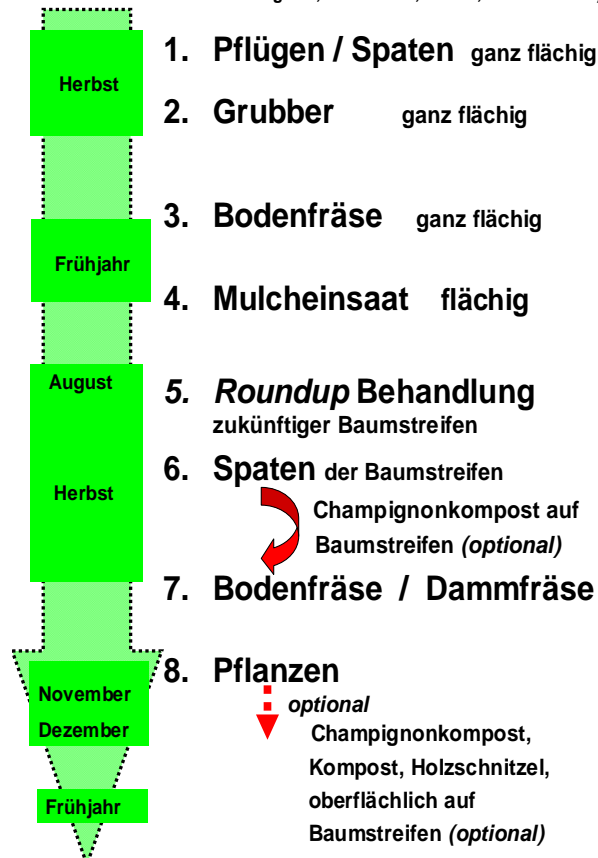 Herbst
1. Pflügen / Spaten ganz flächig
2. Grubber ganz flächig
Frühjahr
3. Bodenfräse ganz flächig
4. Mulcheinsaat flächig
August
5. Roundup Behandlung
zukünftiger Baumstreifen
Herbst
6. Spaten der Baumstreifen
Champignonkompost auf
Baumstreifen (optional)
7. Bodenfräse / Dammfräse
November
Dezember
8. Pflanzen
optional
Champignonkompost,
Kompost, Holzschnitzel,
oberflächlich auf
Baumstreifen (optional)
Frühjahr